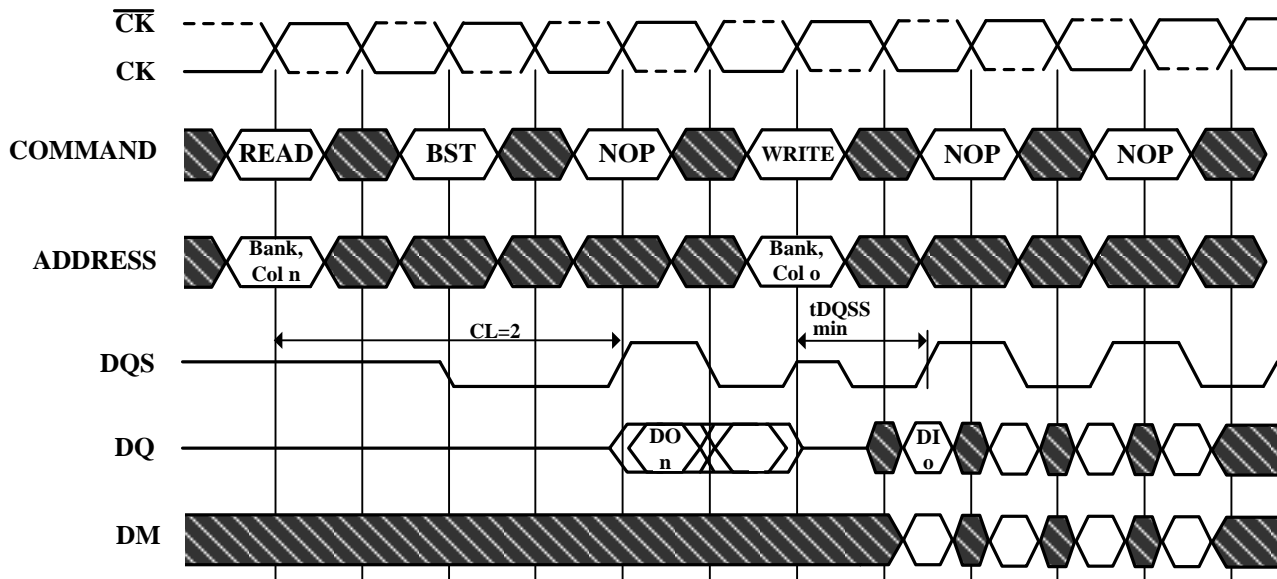 CK
CK
COMMAND
READ
BST
NOP
WRITE
NOP
NOP
ADDRESS
Bank,
Col n
Bank,
Col o
CL=2
tDQSS
min
DQS
DQ
DO
n
DI
o
DM